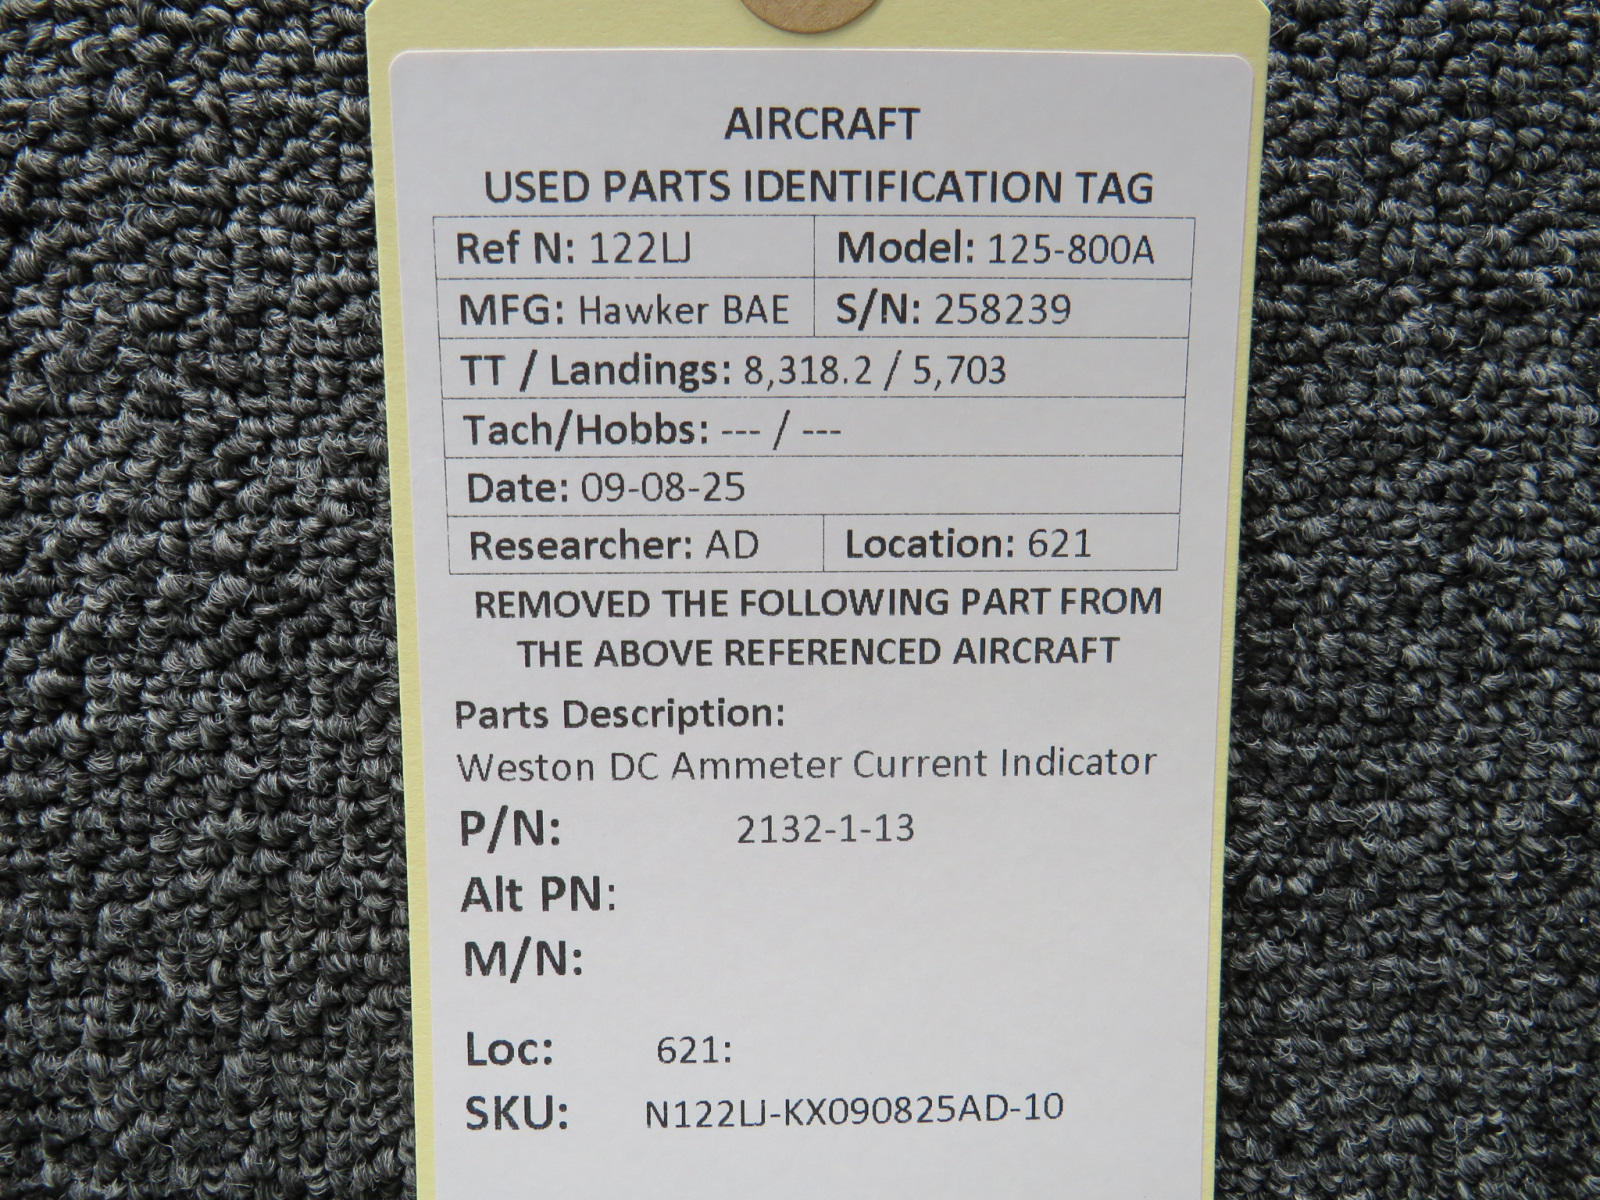 AIRCRAFT
USED PARTS IDENTIFICATION TAG
Ref N: 122LJ Model: 125-800A
MFG: Hawker BAE S/N: 258239
TT / Landings: 8,318.2 / 5,703
Tach/Hobbs: --- / ---
Date: 09-08-25
Researcher: AD Location: 621
REMOVED THE FOLLOWING PART FROM
THE ABOVE REFERENCED AIRCRAFT
Parts Description:
Weston DC Ammeter Current Indicator
P/N: 2132-1-13
Alt PN:
M/N:
Loc: 621:
SKU: N122LJ-KX090825AD-10